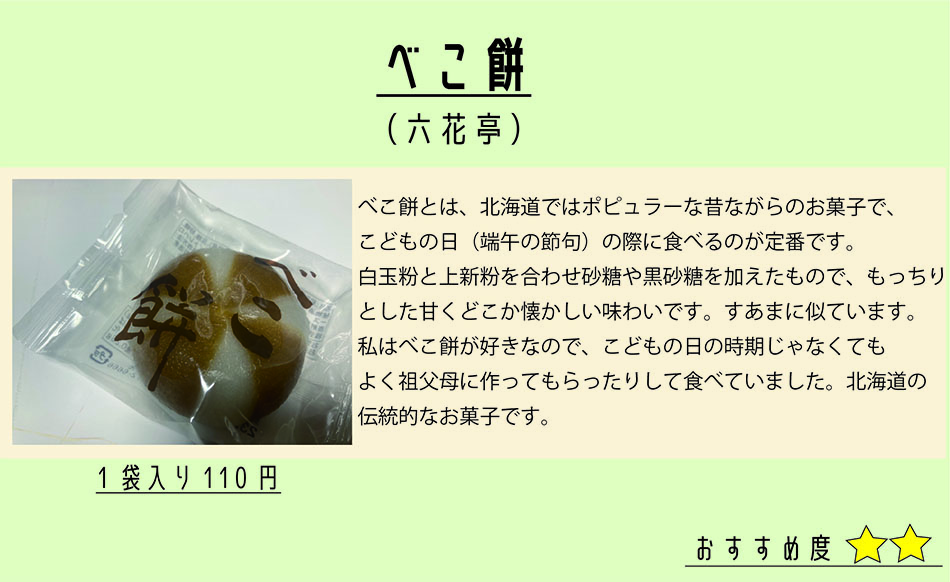 べこ餅
（六花亭）
べこ餅とは、北海道ではポピュラーな昔ながらのお菓子で、
こどもの日（端午の節句）の際に食べるのが定番です。
白玉粉と上新粉を合わせ砂糖や黒砂糖を加えたもので、もっちり
とした甘くどこか懐かしい味わいです。すあまに似ています。
私はべこ餅が好きなので、こどもの日の時期じゃなくても
よく祖父母に作ってもらったりして食べていました。北海道の
伝統的なお菓子です。
べこ
餅
1袋入り110円
おすすめ度